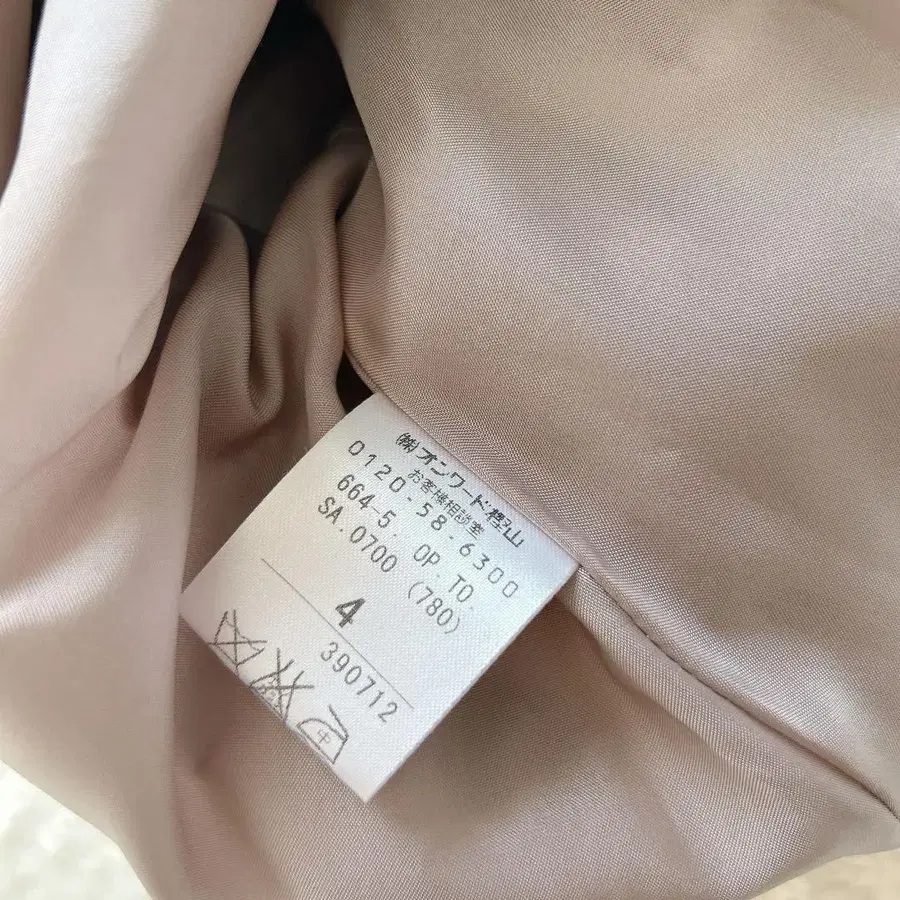 ㈱オンワード樫山
お客様相談室
0120-58-6300
664-5. OP.TO.
SA.0700 (780)
4
390712
中